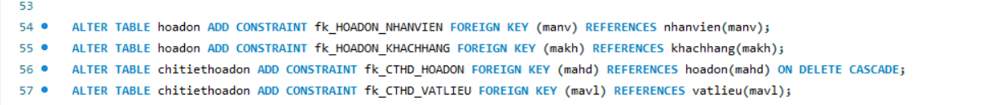 53
54 ALTER TABLE hoadon ADD CONSTRAINT fk_HOADON_NHANVIEN FOREIGN KEY (manv) REFERENCES nhanvien(manv);
55 ALTER TABLE hoadon ADD CONSTRAINT fk_HOADON_KHACHHANG FOREIGN KEY (makh) REFERENCES khachhang(makh);
56 ALTER TABLE chitiethoadon ADD CONSTRAINT fk_CTHD_HOADON FOREIGN KEY (mahd) REFERENCES hoadon(mahd) ON DELETE CASCADE;
57 ALTER TABLE chitiethoadon ADD CONSTRAINT fk_CTHD_VATLIEU FOREIGN KEY (mavl) REFERENCES vatlieu(mavl);